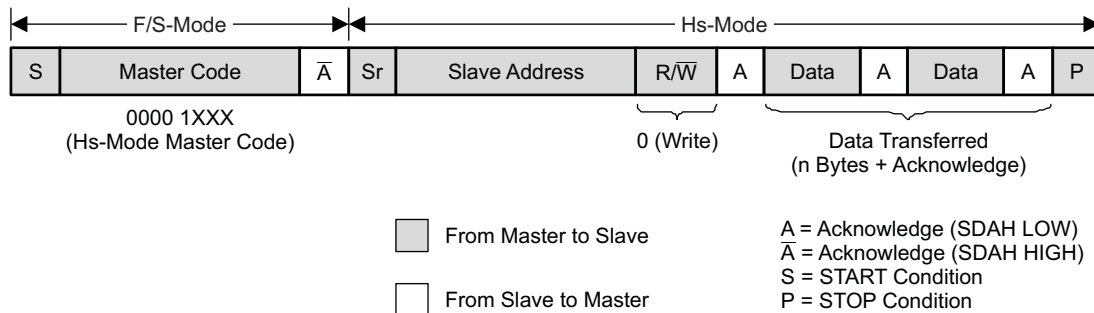 F/S-Mode Hs-Mode
S Master Code A̅ Sr Slave Address R/W̅ A Data A Data A P
0000 1XXX
(Hs-Mode Master Code)
0 (Write)
Data Transferred
(n Bytes + Acknowledge)
From Master to Slave
From Slave to Master
A = Acknowledge (SDAH LOW)
A̅ = Acknowledge (SDAH HIGH)
S = START Condition
P = STOP Condition